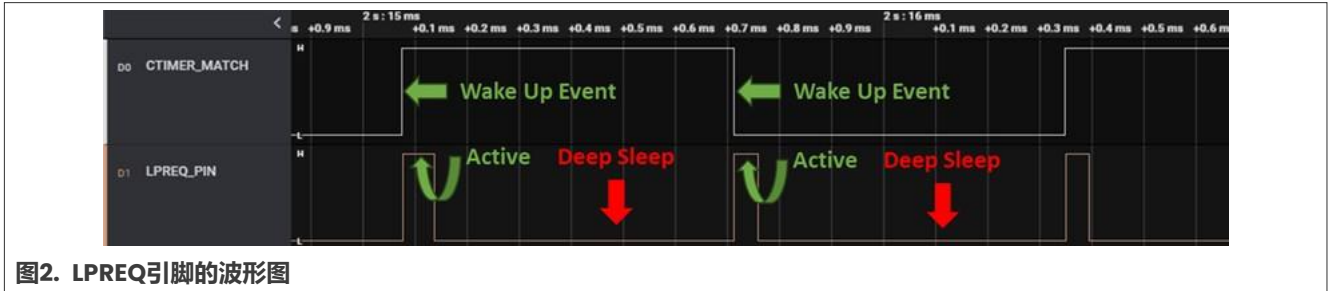 2 s : 15 ms 2 s : 16 ms
s +0.9 ms +0.1 ms +0.2 ms +0.3 ms +0.4 ms +0.5 ms +0.6 ms +0.7 ms +0.8 ms +0.9 ms +0.1 ms +0.2 ms +0.3 ms +0.4 ms +0.5 ms +0.6 m
D0 CTIMER_MATCH H
Wake Up Event Wake Up Event
L
D1 LPREQ_PIN H
Active Deep Sleep Active Deep Sleep
L
图2. LPREQ引脚的波形图